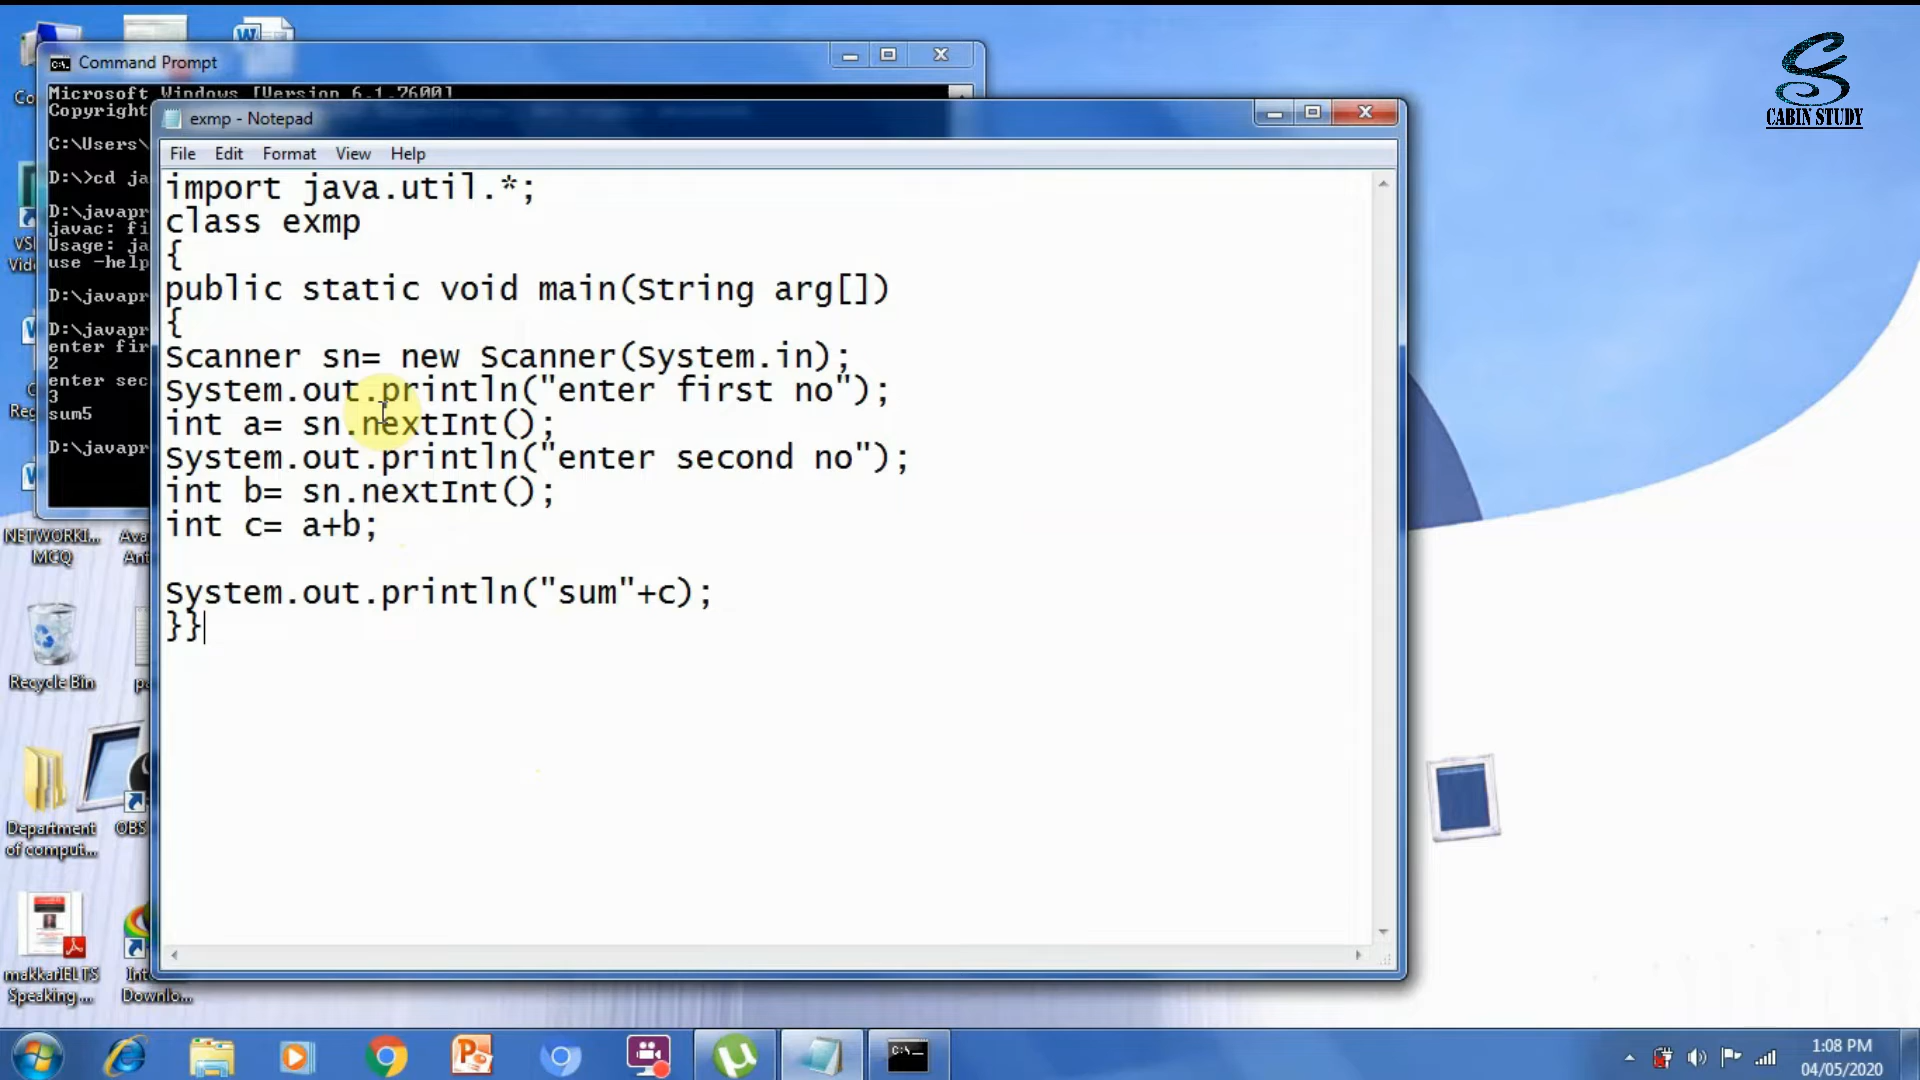 CABIN STUDY
Command Prompt
Microsoft Windows [Version 6.1.7600]
Copyright
C:\Users\
D:\>cd ja
D:\javapr
javac: fi
Usage: ja
use -help
D:\javapr
D:\javapr
enter fir
2
enter sec
3
sum5
D:\javapr
exmp - Notepad
File Edit Format View Help
import java.util.*;
class exmp
{
public static void main(String arg[])
{
Scanner sn= new Scanner(System.in);
System.out.println("enter first no");
int a= sn.nextInt();
System.out.println("enter second no");
int b= sn.nextInt();
int c= a+b;
System.out.println("sum"+c);
}}
NETWORKI...
MCQ
Ava
Ant
Recycle Bin
Department
of comput...
OBS
makkarIELTS
Speaking ...
Int
Downlo...
1:08 PM
04/05/2020